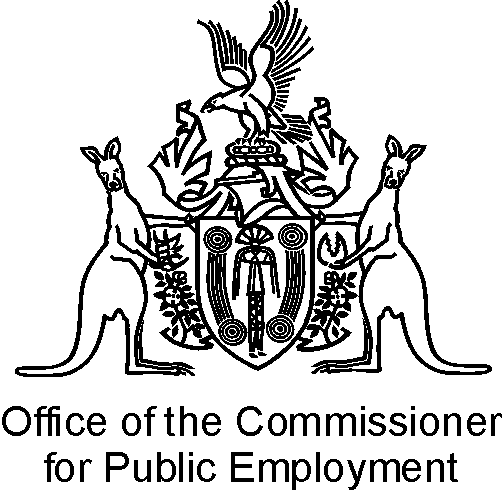 Office of the Commissioner
for Public Employment